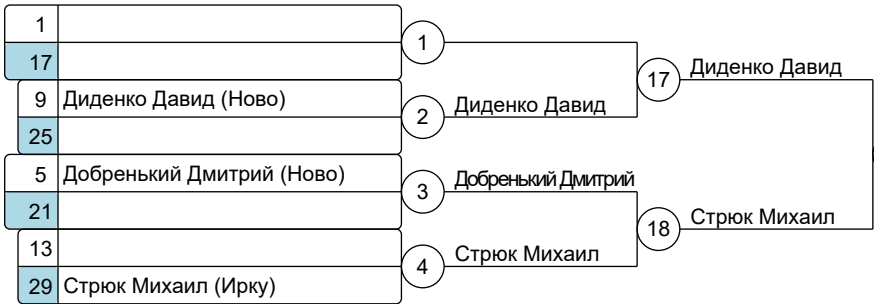 1
17
1
9 Диденко Давид (Ново)
25
2
Диденко Давид
17
Диденко Давид
5 Добренький Дмитрий (Ново)
21
3
Добренький Дмитрий
13
29 Стрюк Михаил (Ирку)
4
Стрюк Михаил
18
Стрюк Михаил